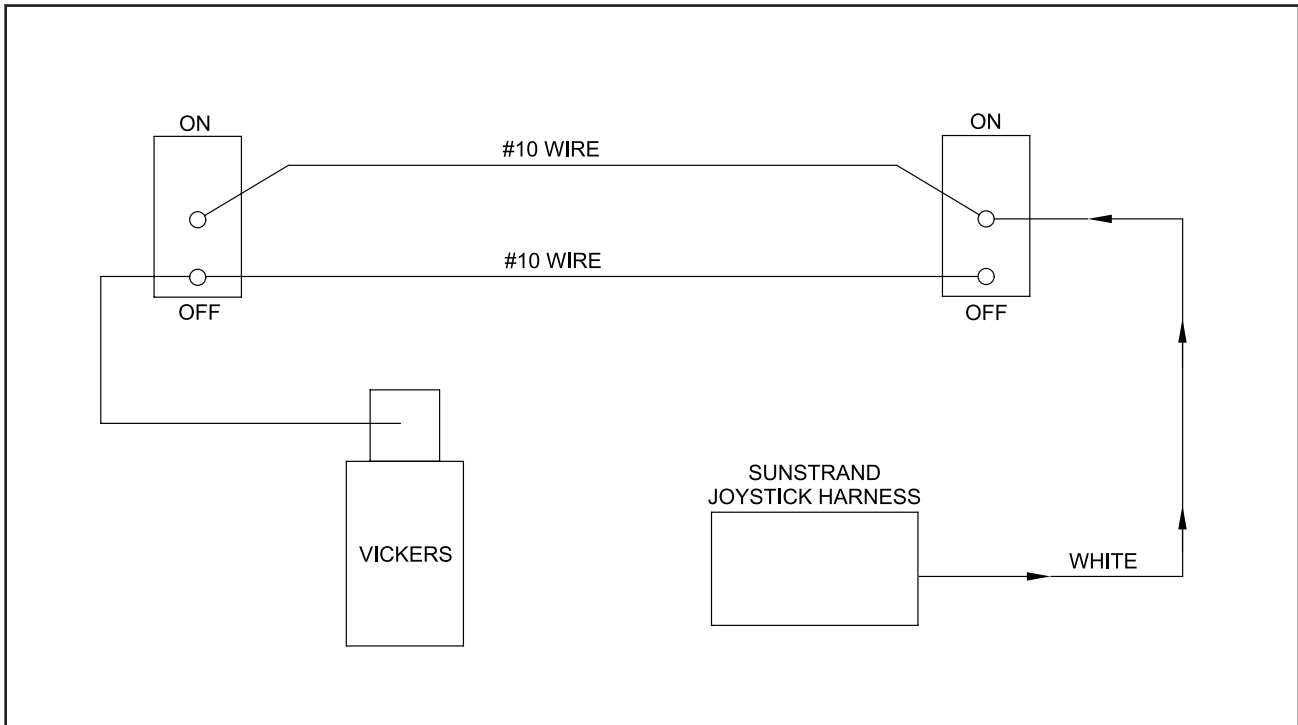 ON
ON
#10 WIRE
#10 WIRE
OFF
OFF
SUNSTRAND
JOYSTICK HARNESS
VICKERS
WHITE